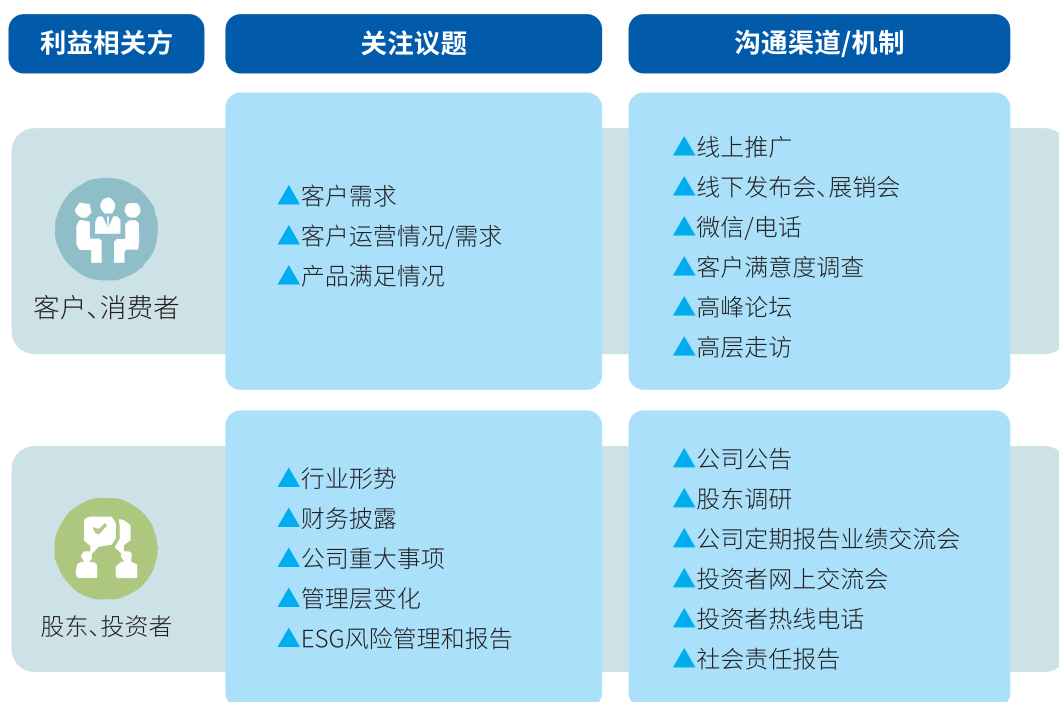 利益相关方
关注议题
沟通渠道/机制
客户、消费者
▲客户需求
▲客户运营情况/需求
▲产品满足情况
▲线上推广
▲线下发布会、展销会
▲微信/电话
▲客户满意度调查
▲高峰论坛
▲高层走访
股东、投资者
▲行业形势
▲财务披露
▲公司重大事项
▲管理层变化
▲ESG风险管理和报告
▲公司公告
▲股东调研
▲公司定期报告业绩交流会
▲投资者网上交流会
▲投资者热线电话
▲社会责任报告